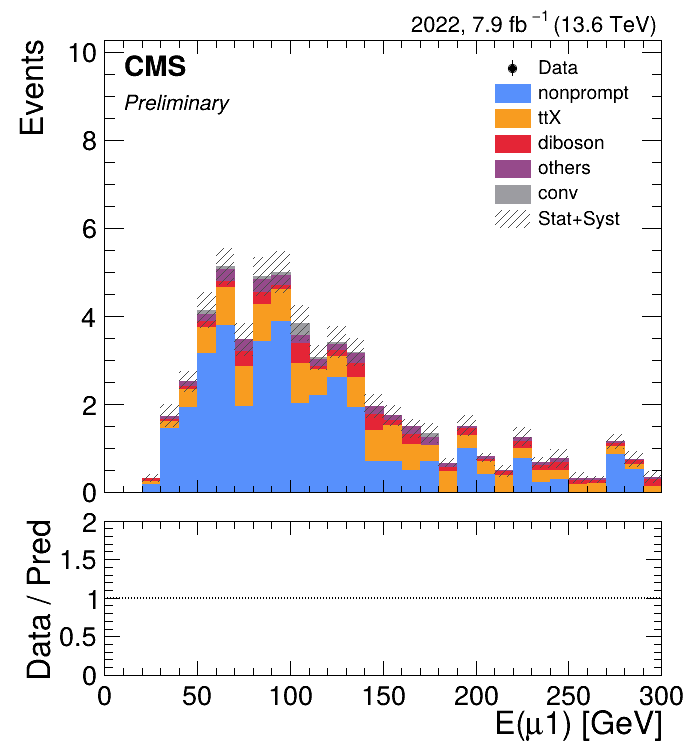 2022, 7.9 fb⁻¹ (13.6 TeV)
Events
10
8
6
4
2
0
CMS
Preliminary
Data
nonprompt
ttX
diboson
others
conv
Stat+Syst
Data / Pred
2
1.5
1
0.5
0
0 50 100 150 200 250 300
E(μ1) [GeV]